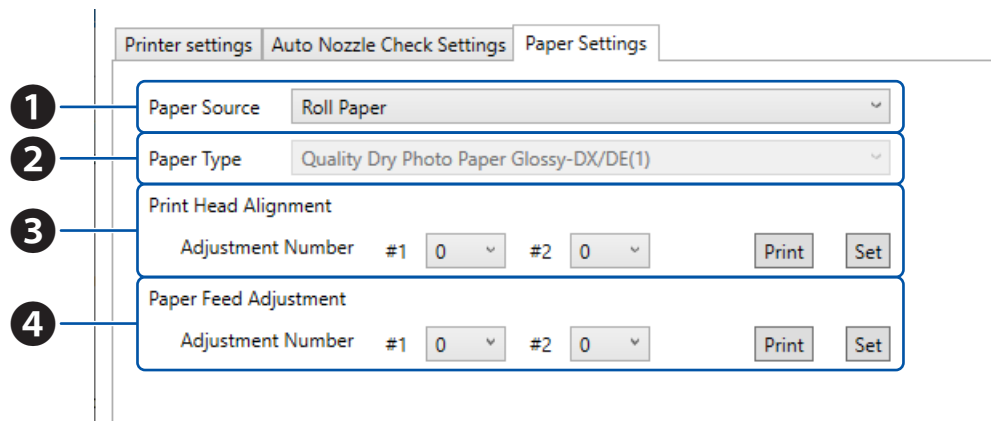 Printer settings Auto Nozzle Check Settings Paper Settings
1 Paper Source Roll Paper
2 Paper Type Quality Dry Photo Paper Glossy-DX/DE(1)
Print Head Alignment
3 Adjustment Number #1 0 #2 0 Print Set
Paper Feed Adjustment
4 Adjustment Number #1 0 #2 0 Print Set